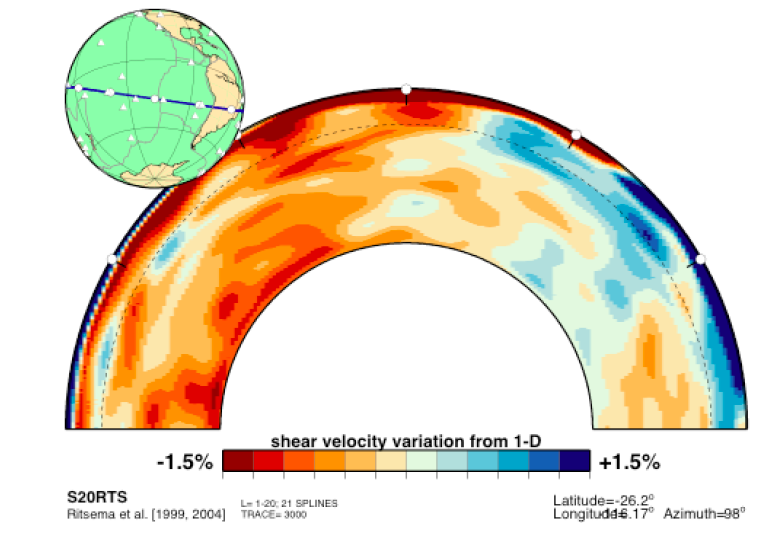 shear velocity variation from 1-D
-1.5% +1.5%
S20RTS
Ritsema et al. [1999, 2004]
L= 1-20; 21 SPLINES
TRACE= 3000
Latitude=-26.2°
Azimuth=98°